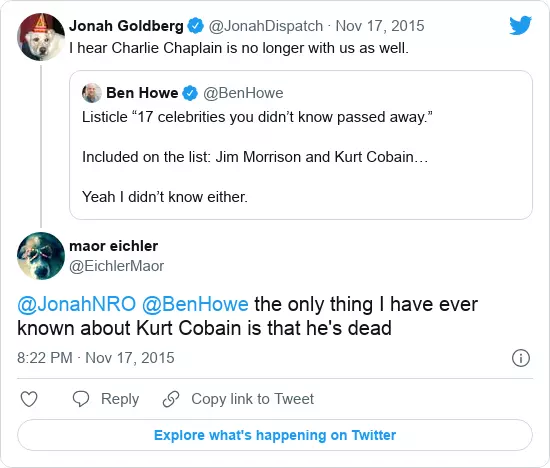 Jonah Goldberg @JonahDispatch · Nov 17, 2015
I hear Charlie Chaplain is no longer with us as well.
Ben Howe @BenHowe
Listicle “17 celebrities you didn’t know passed away.”
Included on the list: Jim Morrison and Kurt Cobain…
Yeah I didn’t know either.
maor eichler
@EichlerMaor
@JonahNRO @BenHowe the only thing I have ever
known about Kurt Cobain is that he's dead
8:22 PM · Nov 17, 2015
Reply Copy link to Tweet
Explore what's happening on Twitter